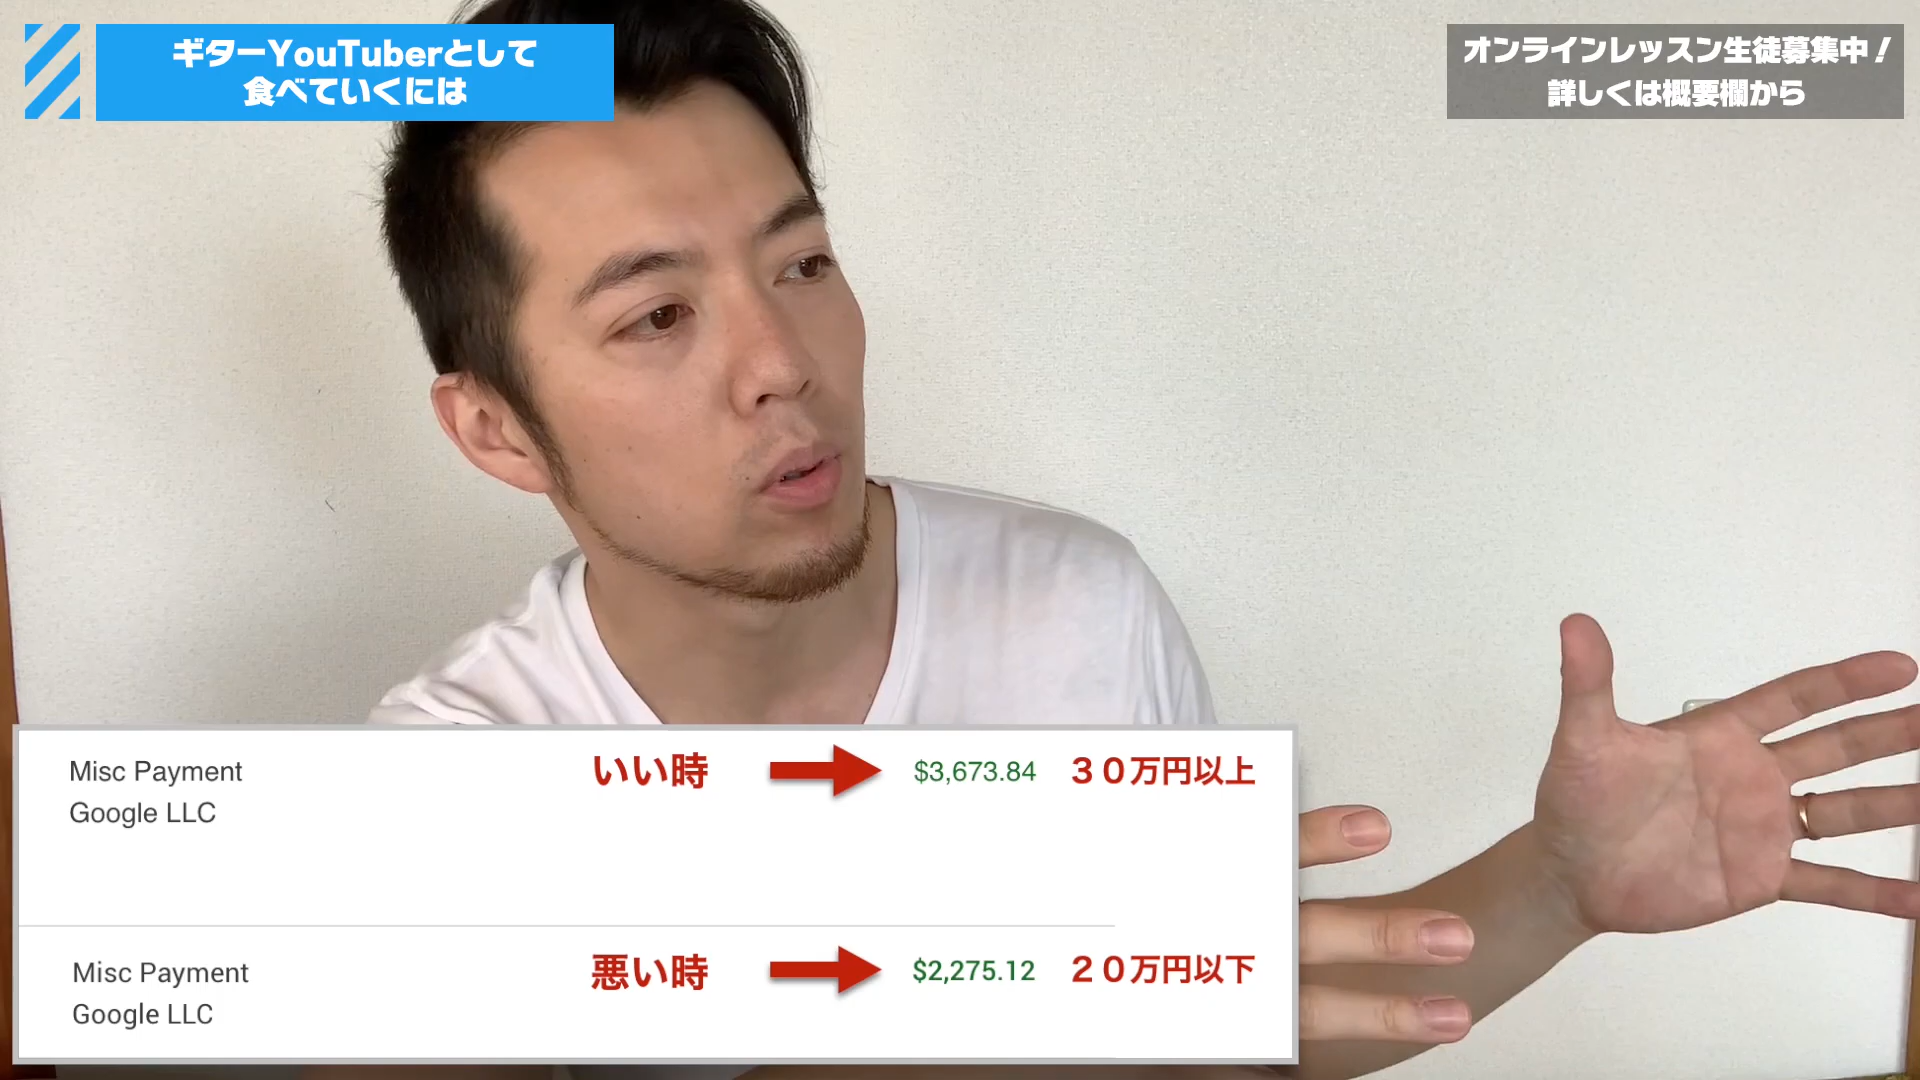 ギターYouTuberとして
食べていくには
オンラインレッスン生徒募集中！
詳しくは概要欄から
Misc Payment いい時 $3,673.84 ３０万円以上
Google LLC
Misc Payment 悪い時 $2,275.12 ２０万円以下
Google LLC